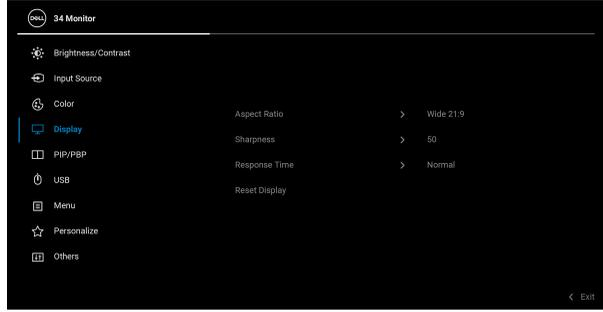 DELL 34 Monitor
Brightness/Contrast
Input Source
Color
Aspect Ratio > Wide 21:9
Display
Sharpness > 50
PIP/PBP
Response Time > Normal
USB
Reset Display
Menu
Personalize
Others
< Exit